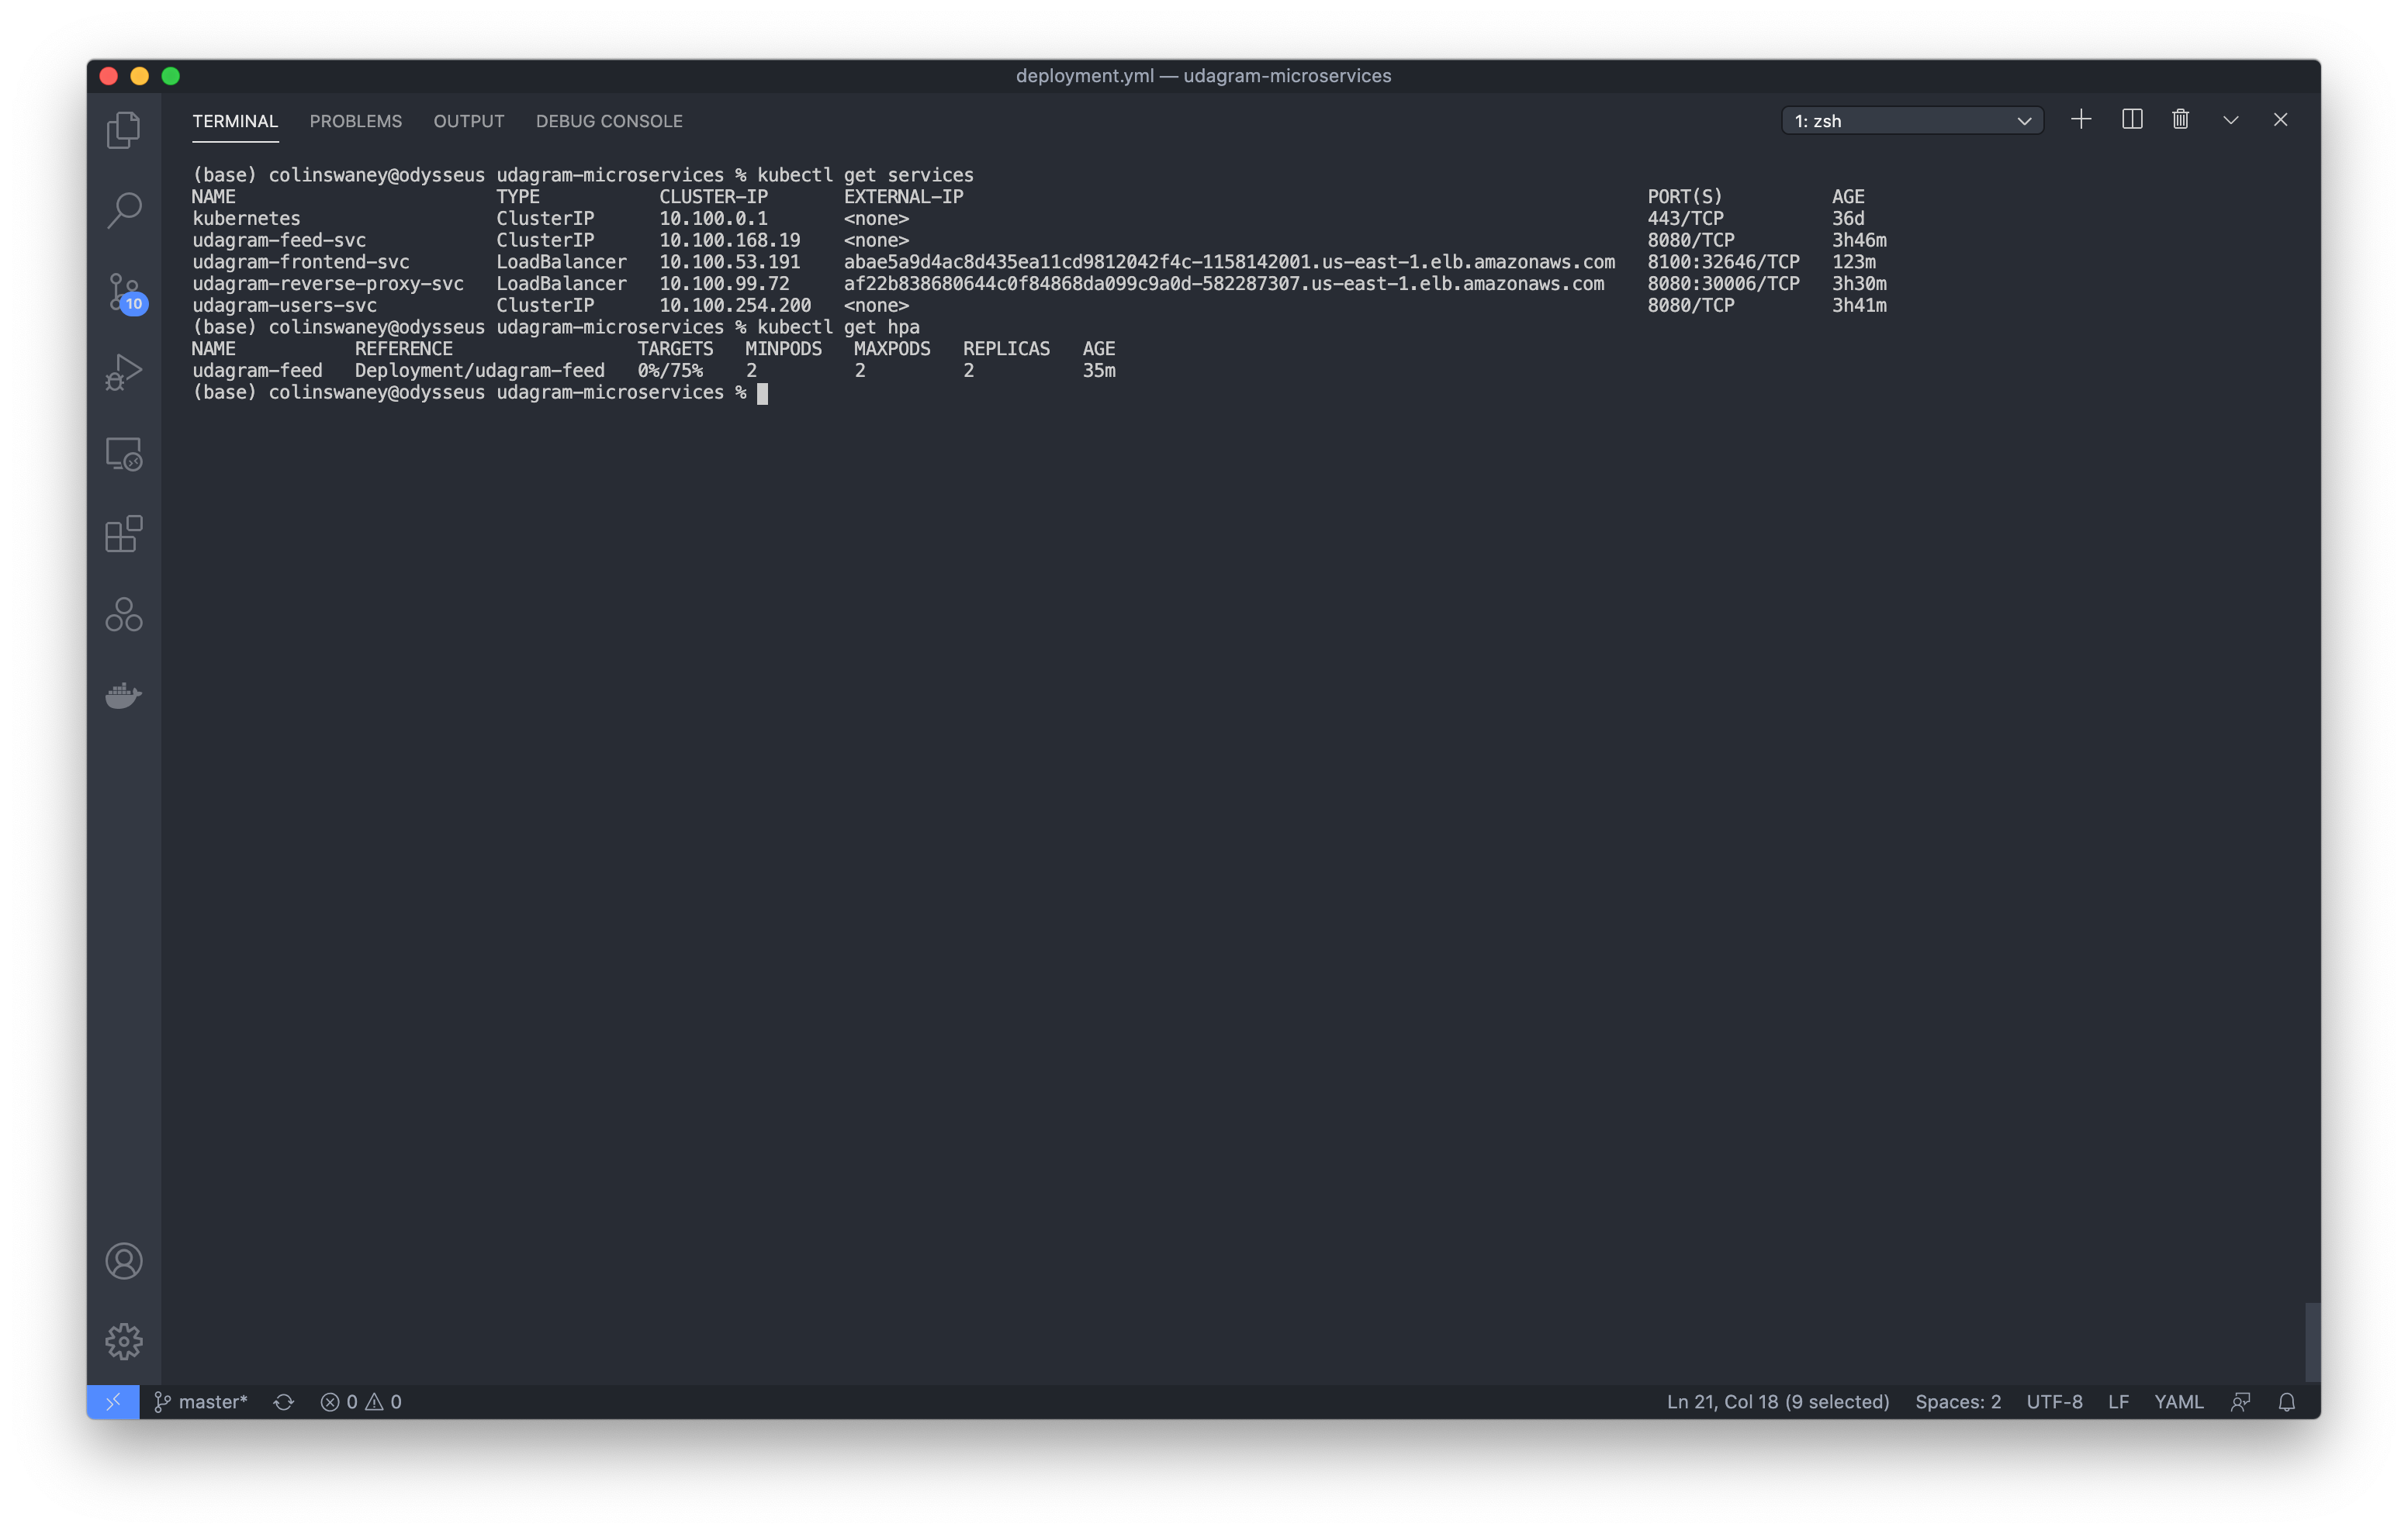 deployment.yml — udagram-microservices
TERMINAL PROBLEMS OUTPUT DEBUG CONSOLE 1: zsh
(base) colinswaney@odysseus udagram-microservices % kubectl get services
NAME TYPE CLUSTER-IP EXTERNAL-IP PORT(S) AGE
kubernetes ClusterIP 10.100.0.1 <none> 443/TCP 36d
udagram-feed-svc ClusterIP 10.100.168.19 <none> 8080/TCP 3h46m
udagram-frontend-svc LoadBalancer 10.100.53.191 abae5a9d4ac8d435ea11cd9812042f4c-1158142001.us-east-1.elb.amazonaws.com 8100:32646/TCP 123m
udagram-reverse-proxy-svc LoadBalancer 10.100.99.72 af22b838680644c0f84868da099c9a0d-582287307.us-east-1.elb.amazonaws.com 8080:30006/TCP 3h30m
udagram-users-svc ClusterIP 10.100.254.200 <none> 8080/TCP 3h41m
(base) colinswaney@odysseus udagram-microservices % kubectl get hpa
NAME REFERENCE TARGETS MINPODS MAXPODS REPLICAS AGE
udagram-feed Deployment/udagram-feed 0%/75% 2 2 2 35m
(base) colinswaney@odysseus udagram-microservices %
10
master* 0 0 Ln 21, Col 18 (9 selected) Spaces: 2 UTF-8 LF YAML